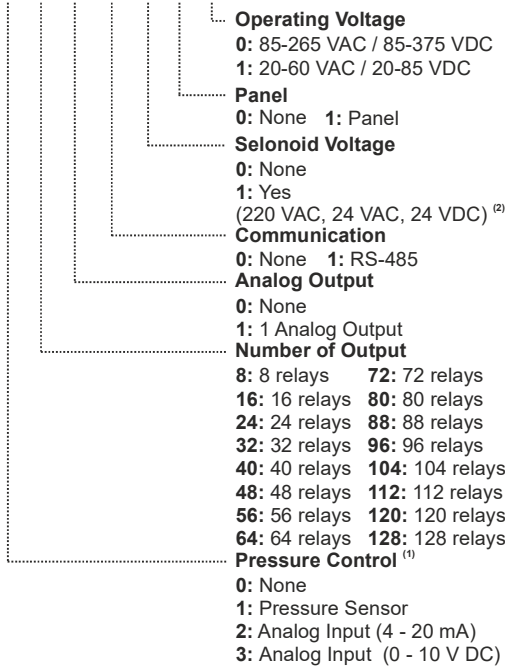 Operating Voltage
0: 85-265 VAC / 85-375 VDC
1: 20-60 VAC / 20-85 VDC
Panel
0: None 1: Panel
Selonoid Voltage
0: None
1: Yes
(220 VAC, 24 VAC, 24 VDC) (2)
Communication
0: None 1: RS-485
Analog Output
0: None
1: 1 Analog Output
Number of Output
8: 8 relays 72: 72 relays
16: 16 relays 80: 80 relays
24: 24 relays 88: 88 relays
32: 32 relays 96: 96 relays
40: 40 relays 104: 104 relays
48: 48 relays 112: 112 relays
56: 56 relays 120: 120 relays
64: 64 relays 128: 128 relays
Pressure Control (1)
0: None
1: Pressure Sensor
2: Analog Input (4 - 20 mA)
3: Analog Input (0 - 10 V DC)